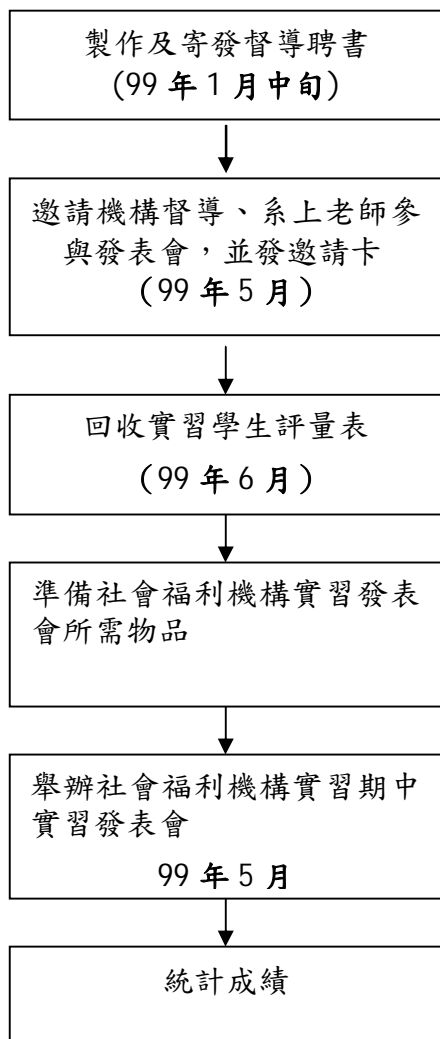 製作及寄發督導聘書
(99 年 1 月中旬)
邀請機構督導、系上老師參
與發表會，並發邀請卡
（99 年 5 月）
回收實習學生評量表
（99 年 6 月）
準備社會福利機構實習發表
會所需物品
舉辦社會福利機構實習期中
實習發表會
99 年 5 月
統計成績